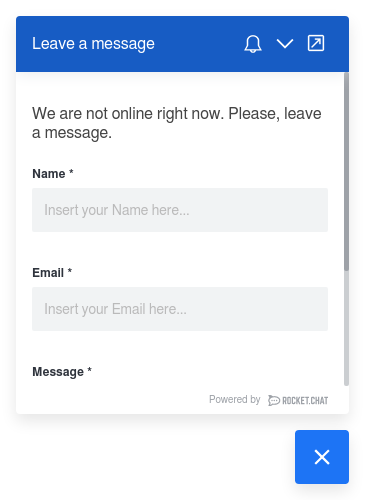 Leave a message
We are not online right now. Please, leave
a message.
Name *
Insert your Name here...
Email *
Insert your Email here...
Message *
Powered by ROCKET.CHAT